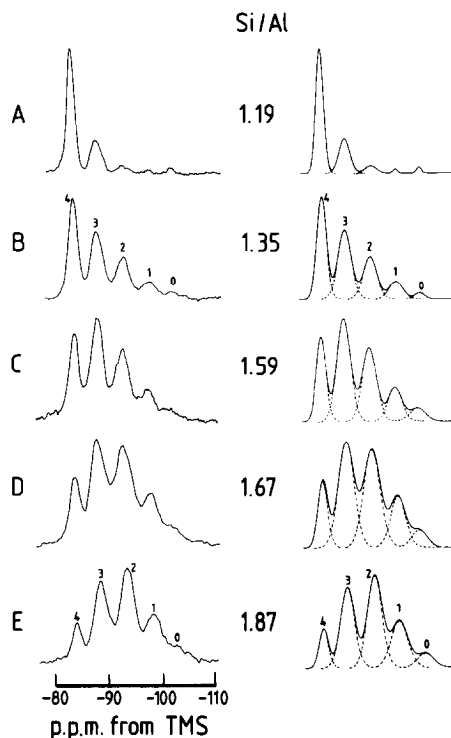 Si/Al
A 1.19
B 4 3 2 1 0 1.35 4 3 2 1 0
C 1.59
D 1.67
E 4 3 2 1 0 1.87 4 3 2 1 0
-80 -90 -100 -110
p.p.m. from TMS